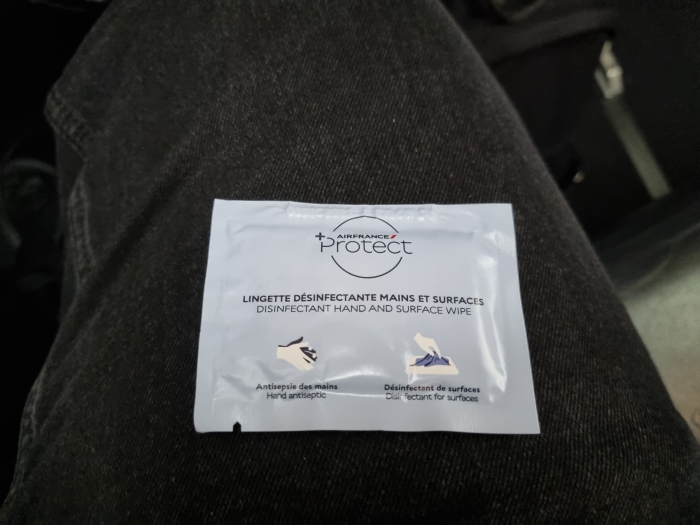 AIRFRANCE
+Protect
LINGETTE DÉSINFECTANTE MAINS ET SURFACES
DISINFECTANT HAND AND SURFACE WIPE
Antisepsie des mains
Hand antiseptic
Désinfectant de surfaces
Disinfectant for surfaces